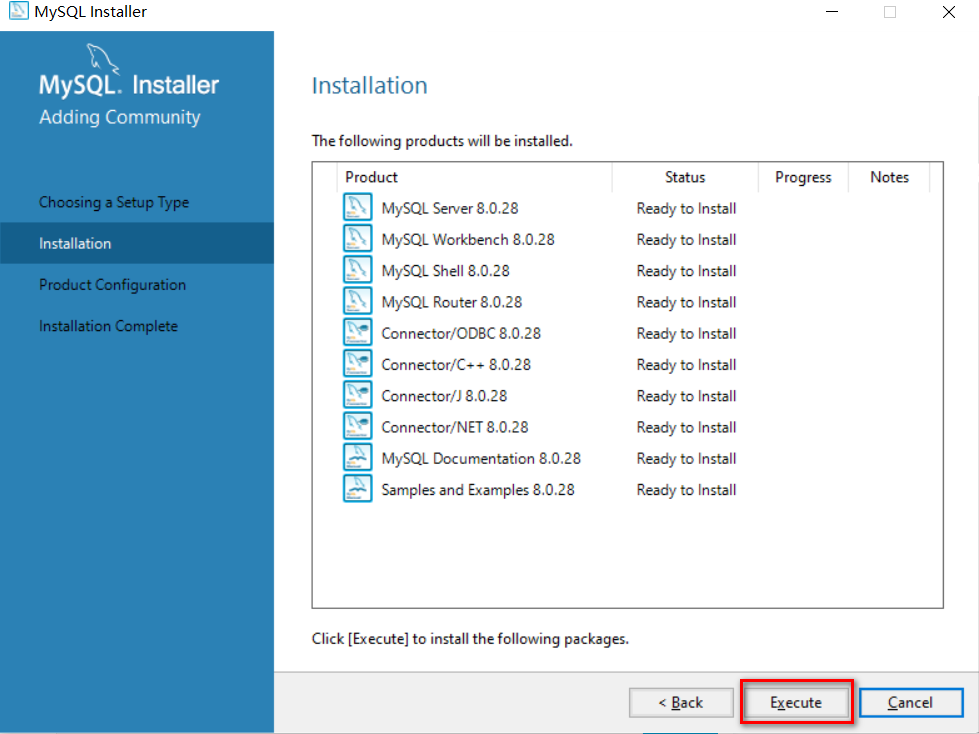 MySQL Installer
MySQL. Installer
Adding Community
Choosing a Setup Type
Installation
Product Configuration
Installation Complete
Installation
The following products will be installed.
Product Status Progress Notes
MySQL Server 8.0.28 Ready to Install
MySQL Workbench 8.0.28 Ready to Install
MySQL Shell 8.0.28 Ready to Install
MySQL Router 8.0.28 Ready to Install
Connector/ODBC 8.0.28 Ready to Install
Connector/C++ 8.0.28 Ready to Install
Connector/J 8.0.28 Ready to Install
Connector/NET 8.0.28 Ready to Install
MySQL Documentation 8.0.28 Ready to Install
Samples and Examples 8.0.28 Ready to Install
Click [Execute] to install the following packages.
< Back Execute Cancel